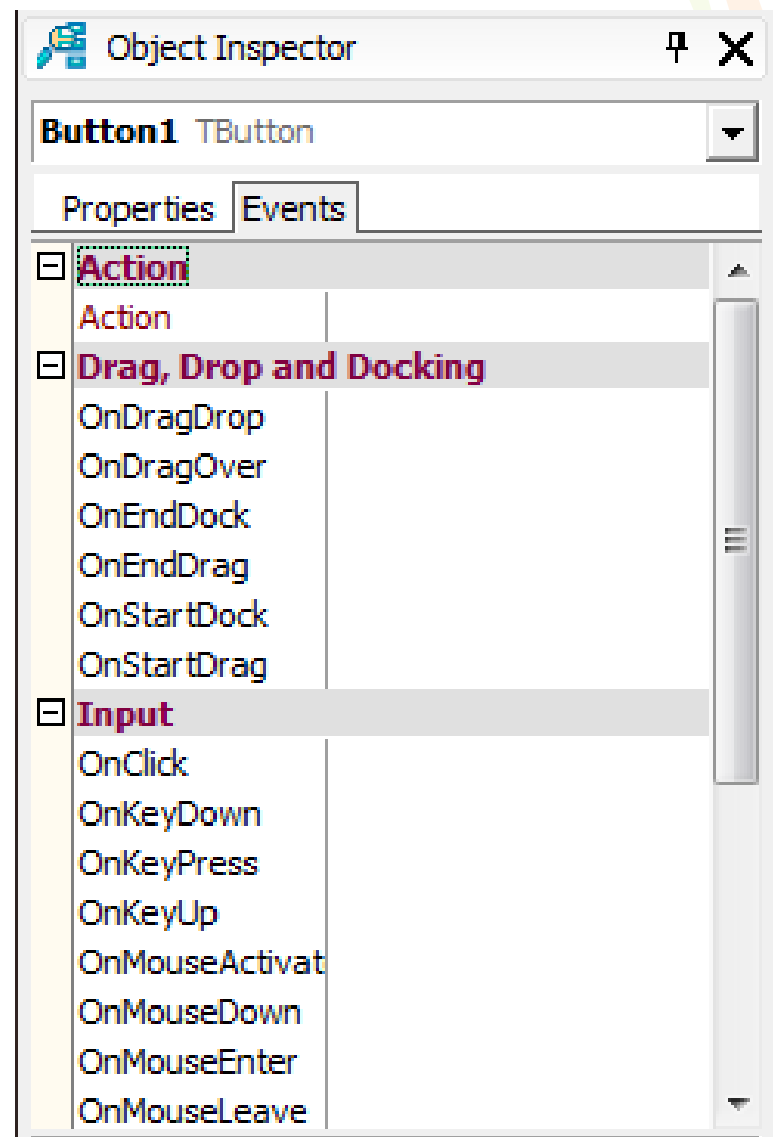 Object Inspector
Button1 TButton
Properties Events
Action
Action
Drag, Drop and Docking
OnDragDrop
OnDragOver
OnEndDock
OnEndDrag
OnStartDock
OnStartDrag
Input
OnClick
OnKeyDown
OnKeyPress
OnKeyUp
OnMouseActivat
OnMouseDown
OnMouseEnter
OnMouseLeave